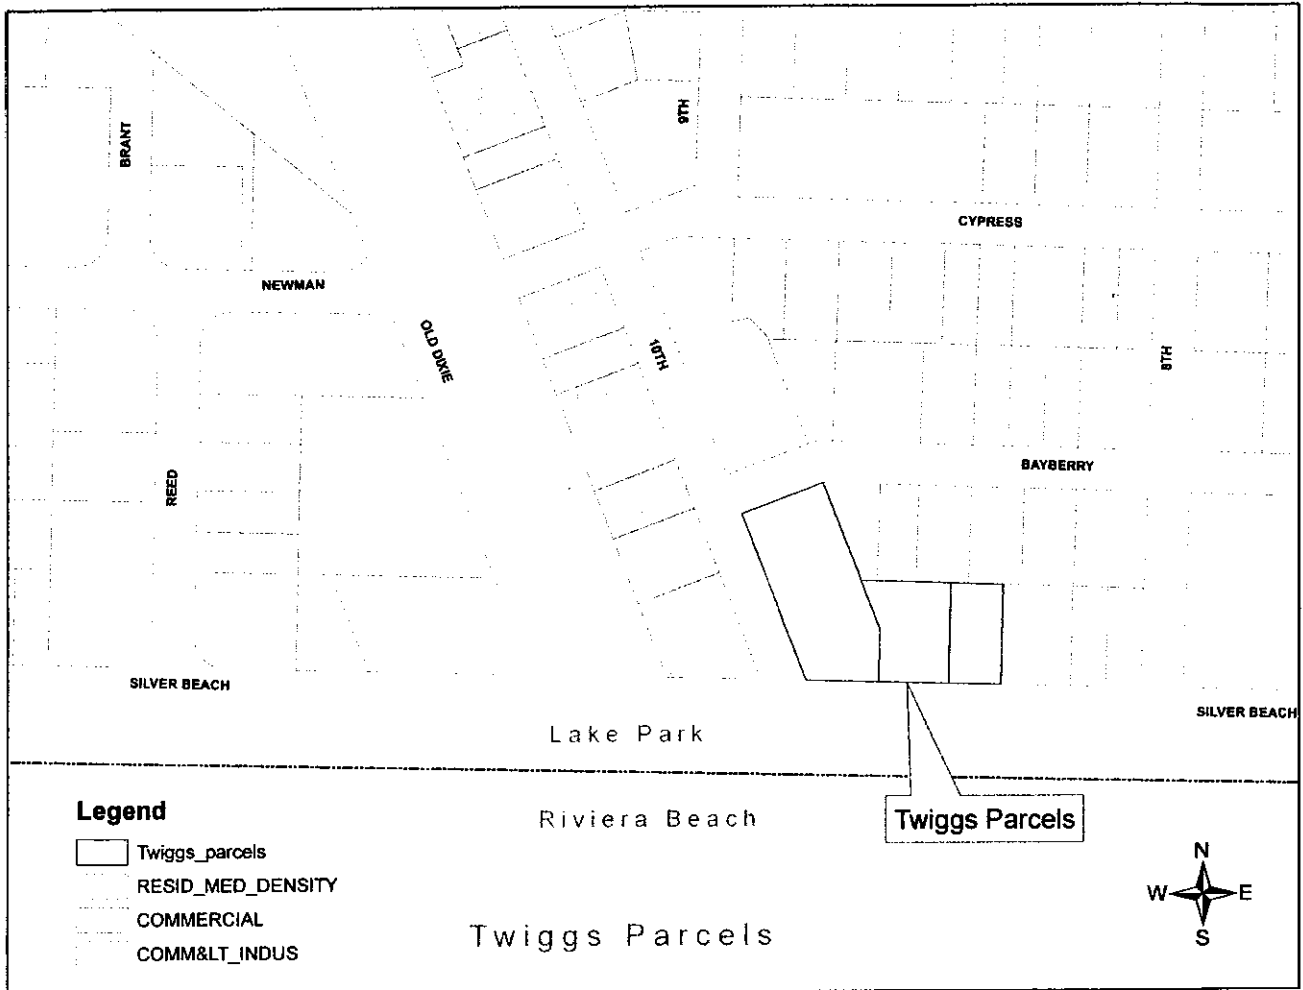 9TH
BRANT
CYPRESS
NEWMAN
OLD DIXIE
10TH
8TH
BAYBERRY
REED
SILVER BEACH
SILVER BEACH
Lake Park
Riviera Beach
Twiggs Parcels
Legend
Twiggs_parcels
RESID_MED_DENSITY
COMMERCIAL
COMM&LT_INDUS
Twiggs Parcels
N
W E
S